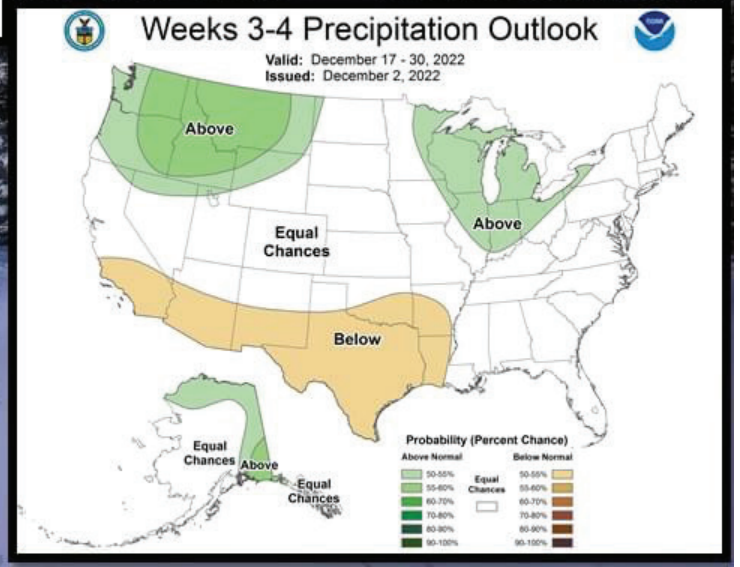 Weeks 3-4 Precipitation Outlook
Valid: December 17 - 30, 2022
Issued: December 2, 2022
NOAA
Above
Above
Equal
Chances
Below
Equal
Chances
Above
Equal
Chances
Probability (Percent Chance)
Above Normal
Below Normal
50-55%
55-60%
60-70%
70-80%
80-90%
90-100%
Equal
Chances
50-55%
55-60%
60-70%
70-80%
80-90%
90-100%